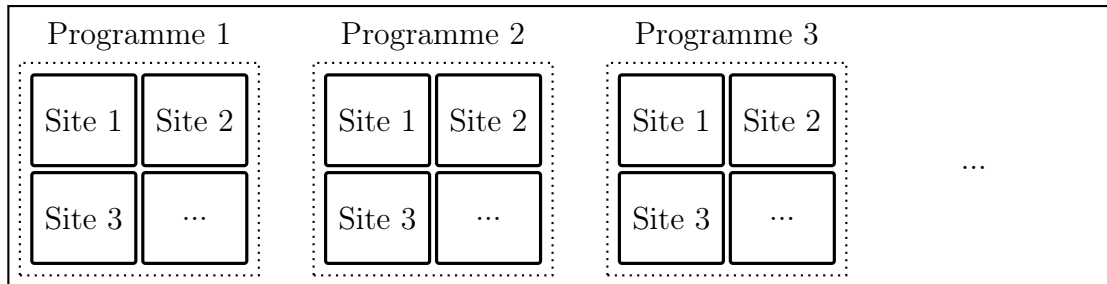 Programme 1 Programme 2 Programme 3
Site 1 Site 2 Site 1 Site 2 Site 1 Site 2
...
Site 3 ... Site 3 ... Site 3 ...